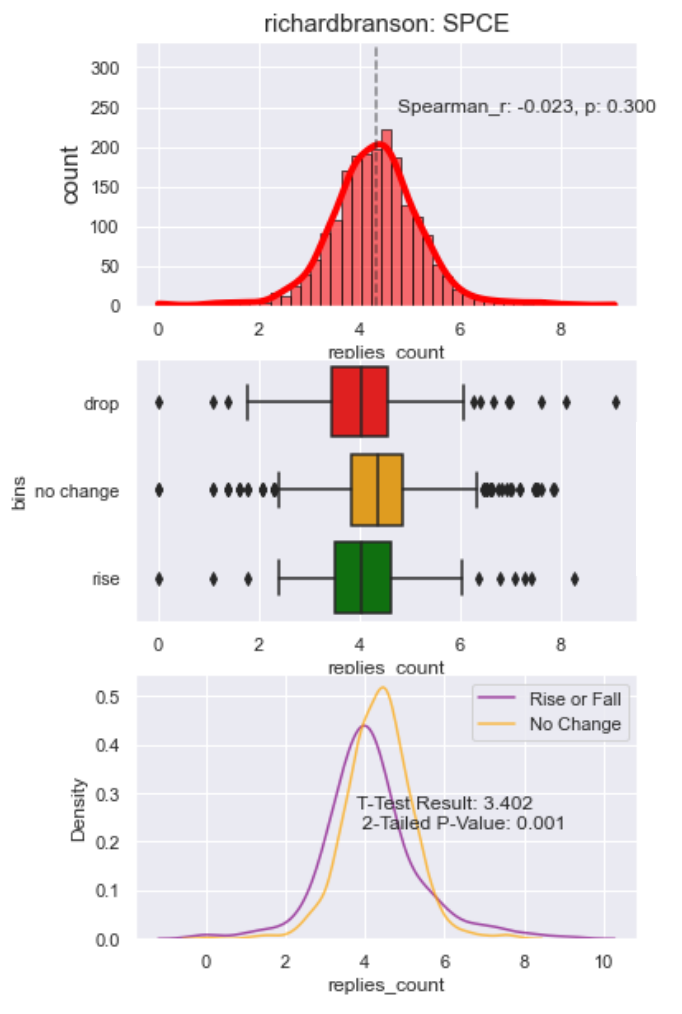 richardbranson: SPCE
300
Spearman_r: -0.023, p: 0.300
250
200
150
100
50
0
count
0 2 4 6 8
replies_count
drop
no change
rise
bins
0 2 4 6 8
replies_count
Rise or Fall
No Change
0.5
0.4
0.3
T-Test Result: 3.402
2-Tailed P-Value: 0.001
0.2
0.1
0.0
Density
0 2 4 6 8 10
replies_count